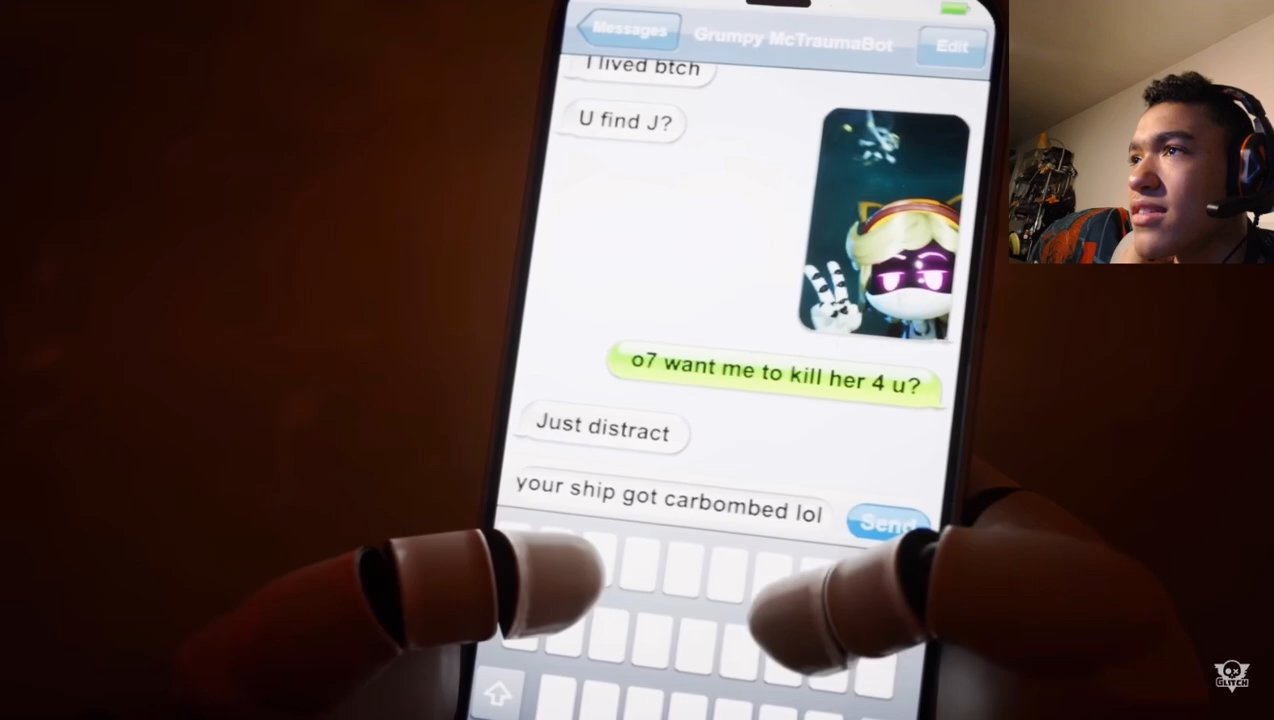 Messages
Grumpy McTraumaBot
Edit
I lived btch
U find J?
o7 want me to kill her 4 u?
Just distract
your ship got carbombed lol
Send
GLITCH